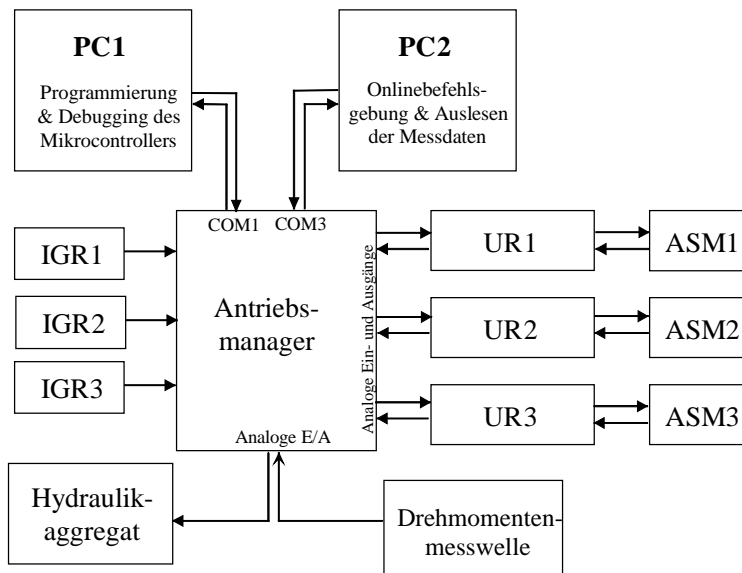 PC1
Programmierung
& Debugging des
Mikrocontrollers
PC2
Onlinebefehls-
gebung & Auslesen
der Messdaten
COM1
COM3
IGR1
IGR2
IGR3
Antriebs-
manager
Analoge Ein- und Ausgänge
Analoge E/A
UR1
ASM1
UR2
ASM2
UR3
ASM3
Hydraulik-
aggregat
Drehmomenten-
messwelle